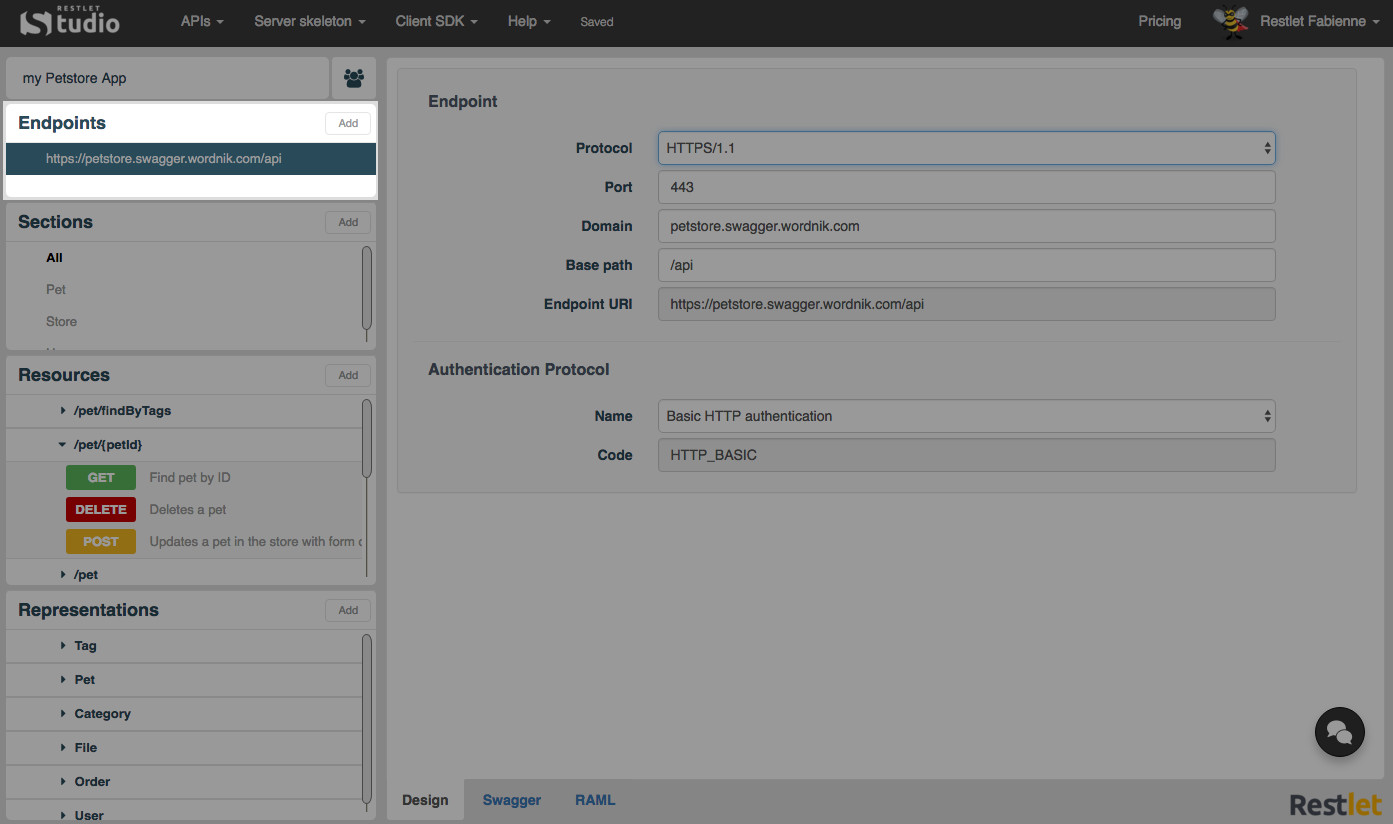 RESTLET
Studio
APIs
Server skeleton
Client SDK
Help
Saved
Pricing
Restlet Fabienne
my Petstore App
Endpoints
Add
https://petstore.swagger.wordnik.com/api
Sections
Add
All
Pet
Store
Resources
Add
/pet/findByTags
/pet/{petId}
GET Find pet by ID
DELETE Deletes a pet
POST Updates a pet in the store with form
/pet
Representations
Add
Tag
Pet
Category
File
Order
User
Endpoint
Protocol HTTPS/1.1
Port 443
Domain petstore.swagger.wordnik.com
Base path /api
Endpoint URI https://petstore.swagger.wordnik.com/api
Authentication Protocol
Name Basic HTTP authentication
Code HTTP_BASIC
Design
Swagger
RAML
Restlet